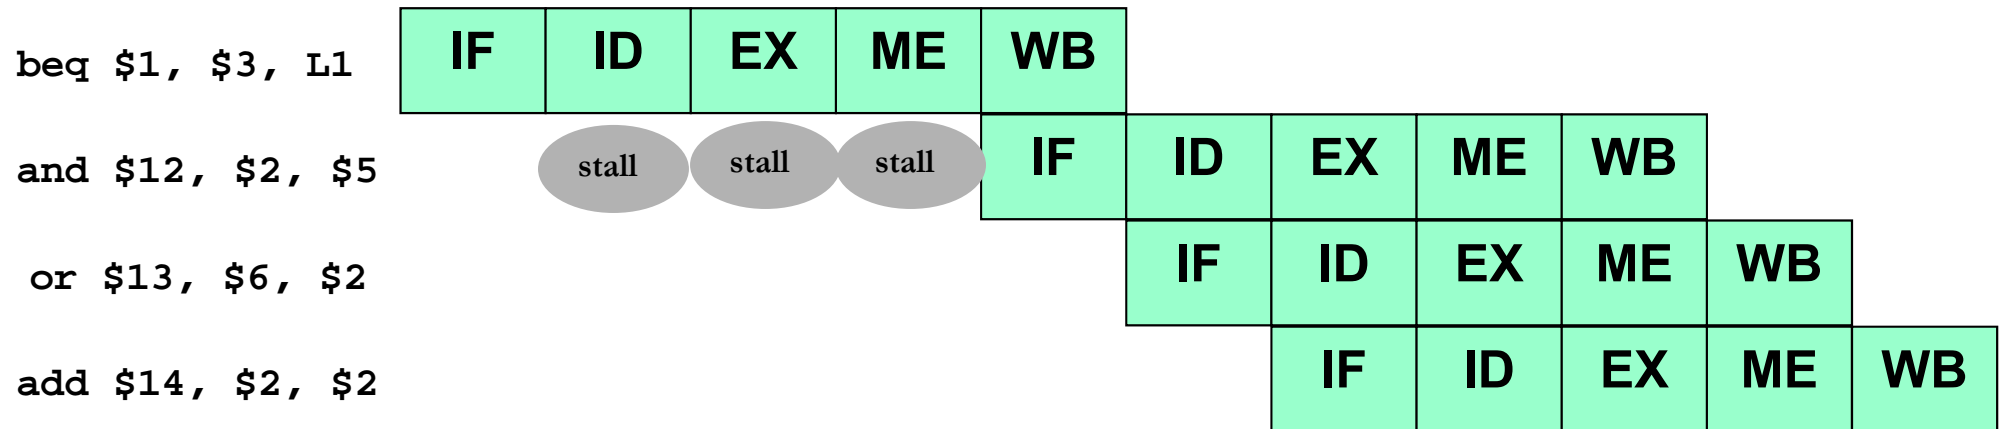 beq $1, $3, L1 IF ID EX ME WB
and $12, $2, $5 stall stall stall IF ID EX ME WB
or $13, $6, $2 IF ID EX ME WB
add $14, $2, $2 IF ID EX ME WB